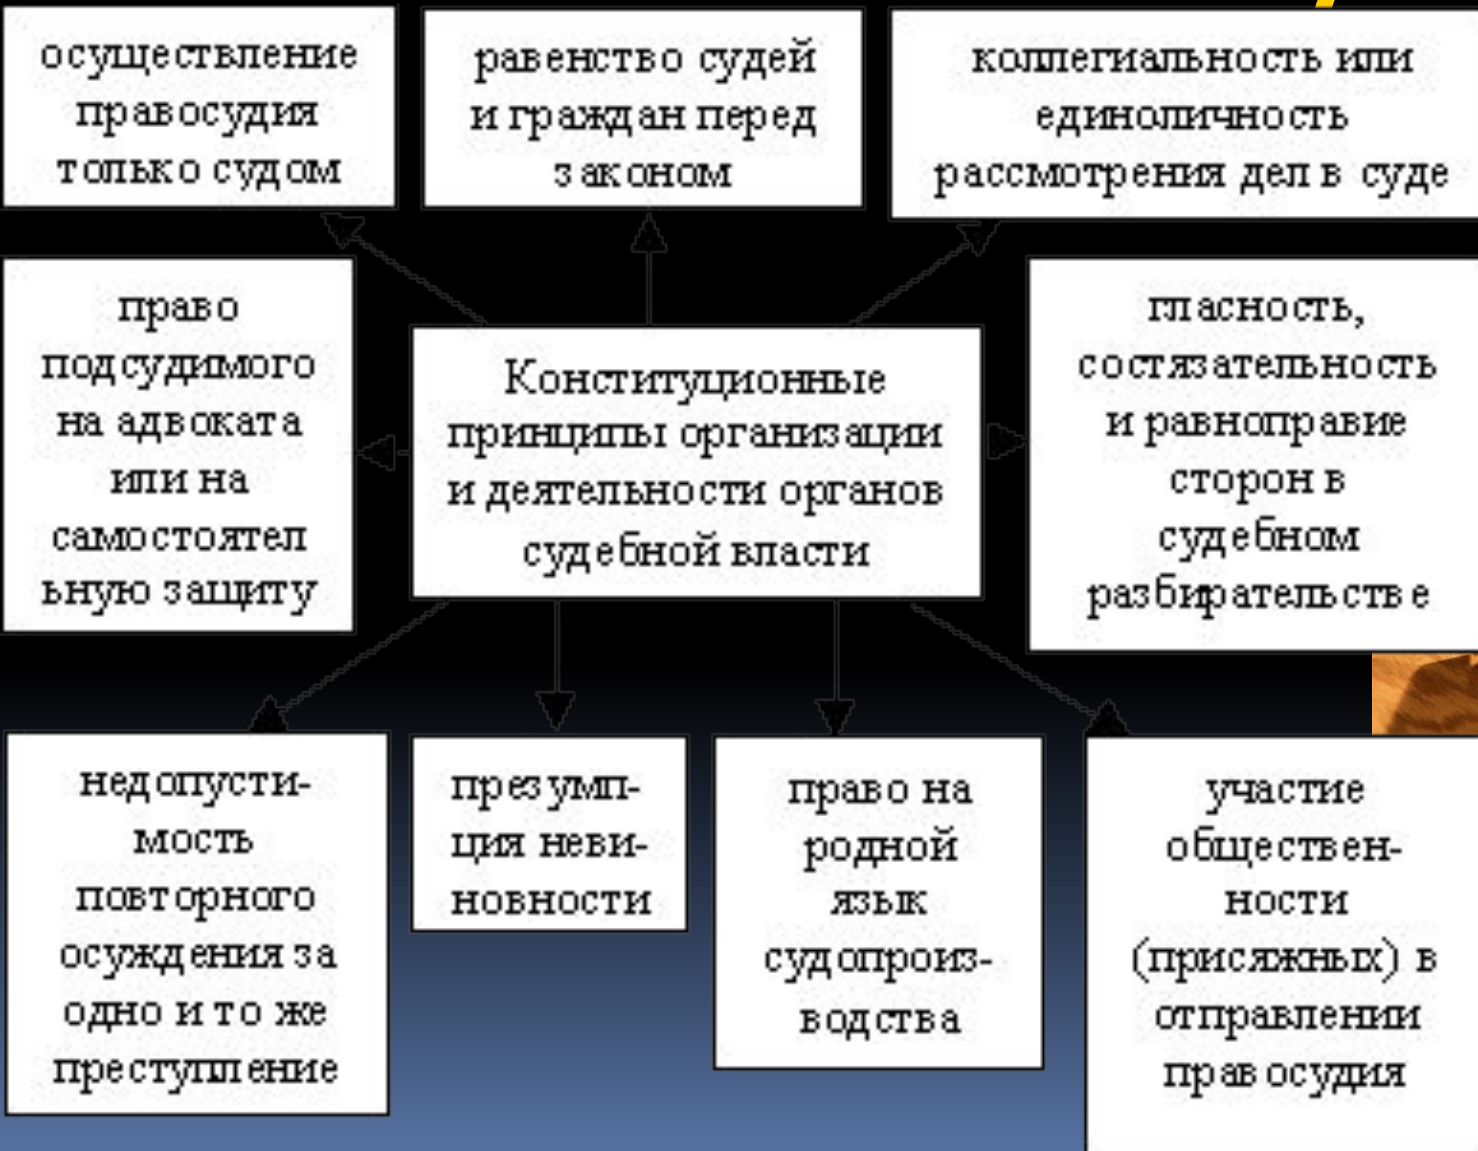 осуществление
правосудия
только судом
равенство судей
и граждан перед
законом
коллегиальность или
единоличность
рассмотрения дел в суде
право
подсудимого
на адвоката
или на
самостоятел
ьную защиту
Конституционные
принципы организации
и деятельности органов
судебной власти
гласность,
состязательность
и равноправие
сторон в
судебном
разбирательстве
недопусти-
мость
повторного
осуждения за
одно и то же
преступление
презумп-
ция неви-
новности
право на
родной
язык
судопроиз-
водства
участие
обществен-
ности
(присяжных) в
отправлении
правосудия